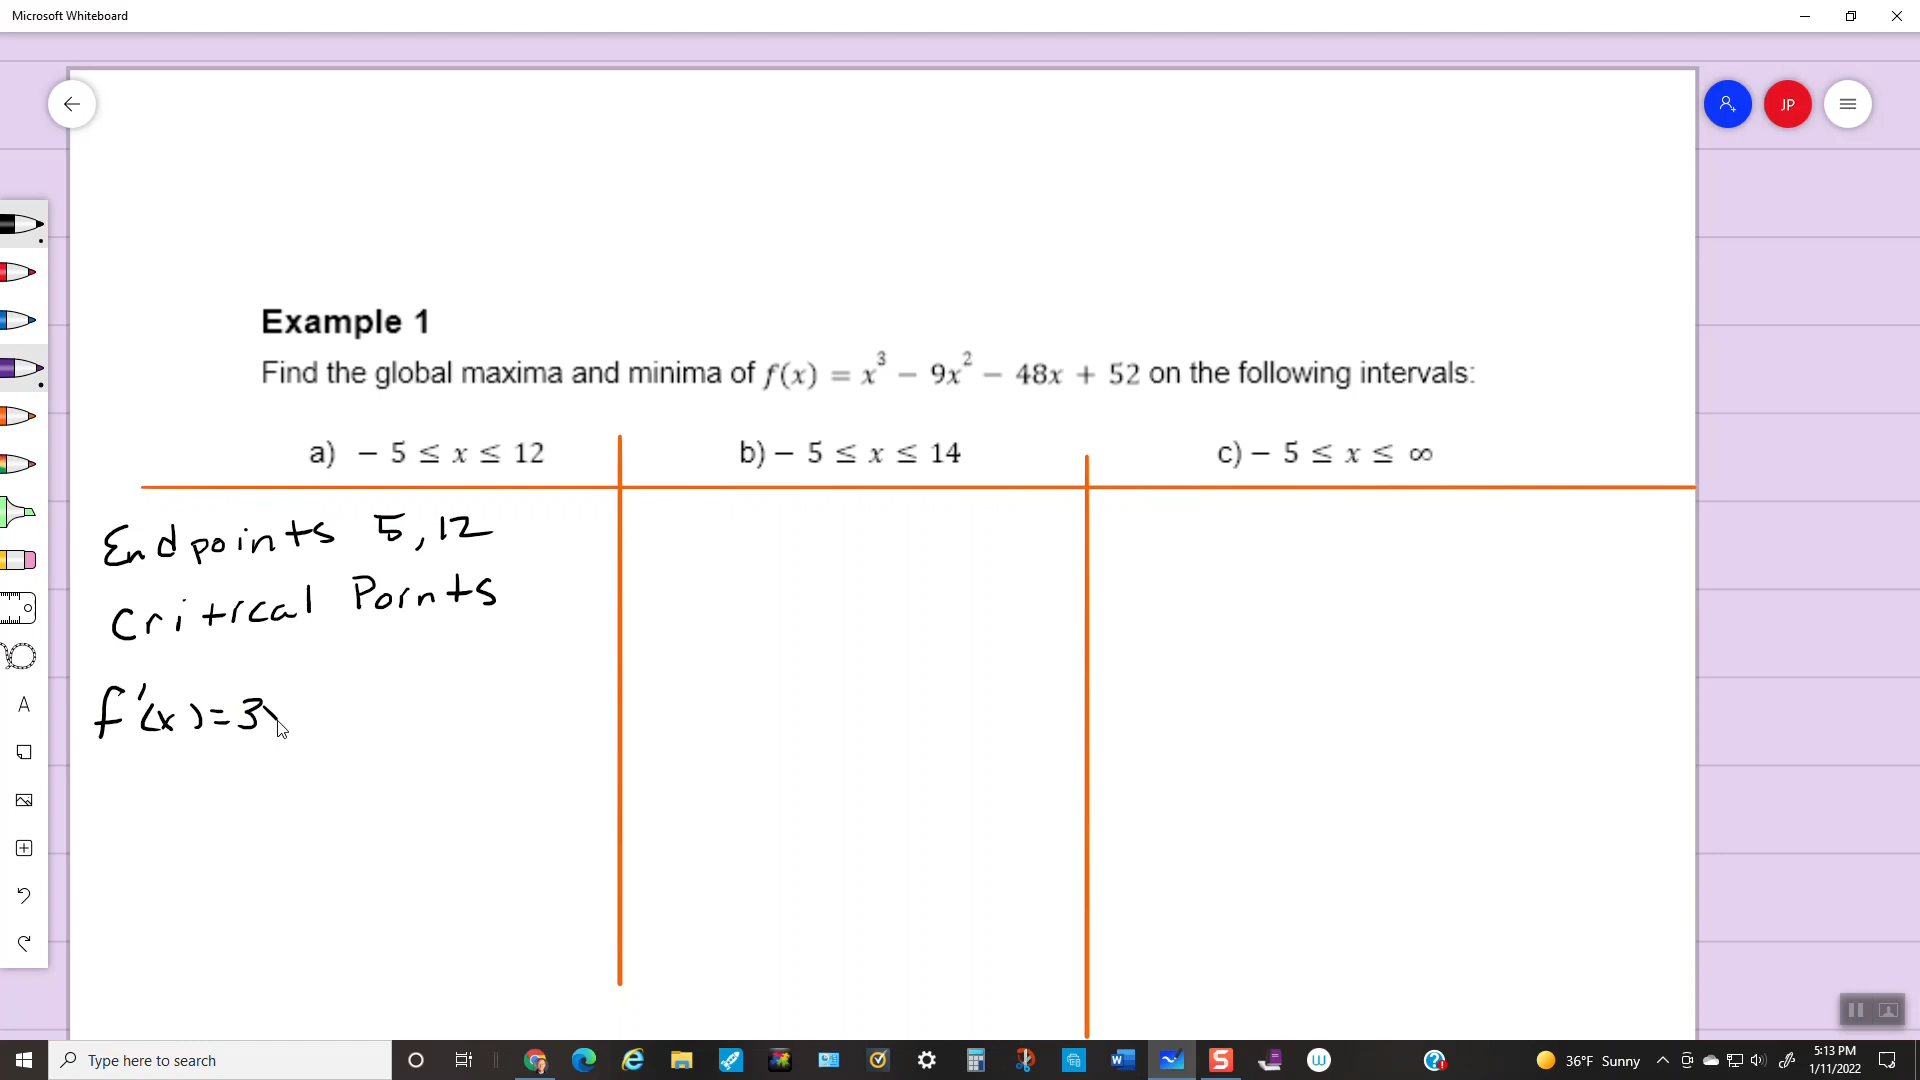 Microsoft Whiteboard
JP
Example 1
Find the global maxima and minima of f(x) = x³ − 9x² − 48x + 52 on the following intervals:
a) − 5 ≤ x ≤ 12
b) − 5 ≤ x ≤ 14
c) − 5 ≤ x ≤ ∞
Endpoints 5, 12
Critical Points
f'(x) = 3
A
Type here to search
36°F Sunny
5:13 PM
1/11/2022